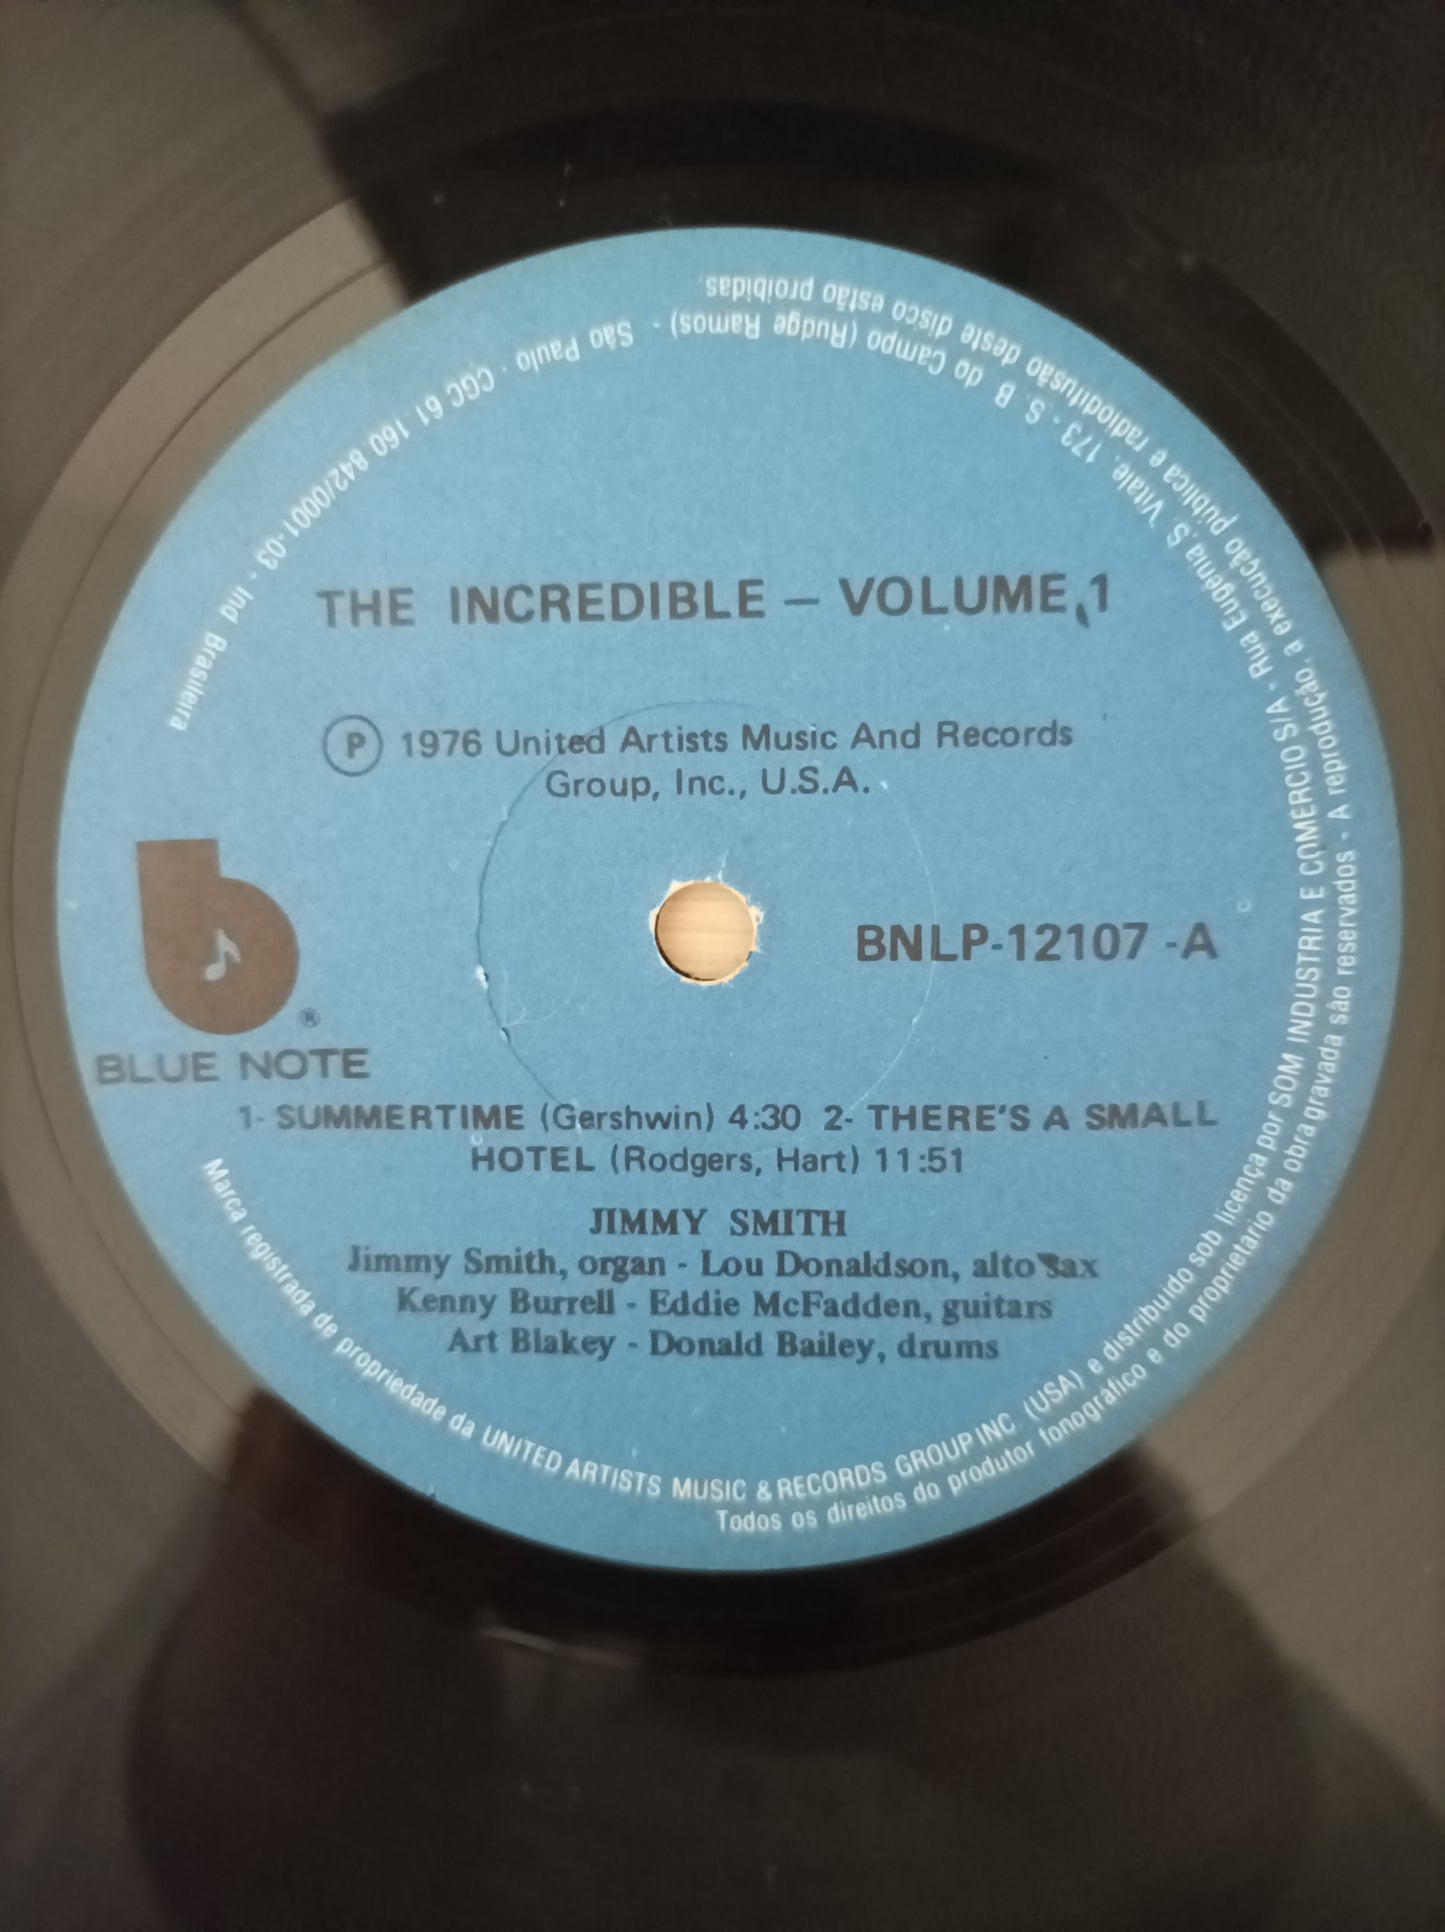 THE INCREDIBLE — VOLUME 1
P 1976 United Artists Music And Records
Group, Inc., U.S.A.
b
®
BLUE NOTE
BNLP-12107 -A
1- SUMMERTIME (Gershwin) 4:30 2- THERE'S A SMALL
HOTEL (Rodgers, Hart) 11:51
JIMMY SMITH
Jimmy Smith, organ - Lou Donaldson, alto sax
Kenny Burrell - Eddie McFadden, guitars
Art Blakey - Donald Bailey, drums
Marca registrada de propriedade da UNITED ARTISTS MUSIC & RECORDS GROUP INC. (USA) e distribuido sob licença por SOM INDUSTRIA E COMERCIO S/A - Rua Eugênia S. Vitale, 173 - S. B. do Campo (Rudge Ramos) - São Paulo - CGC 61.160.842/0001-03 - Ind Brasileira
Todos os direitos do produtor fonográfico e do proprietario da obra gravada são reservados - A reprodução, a execução pública e radiodifusão deste disco estão proibidas.